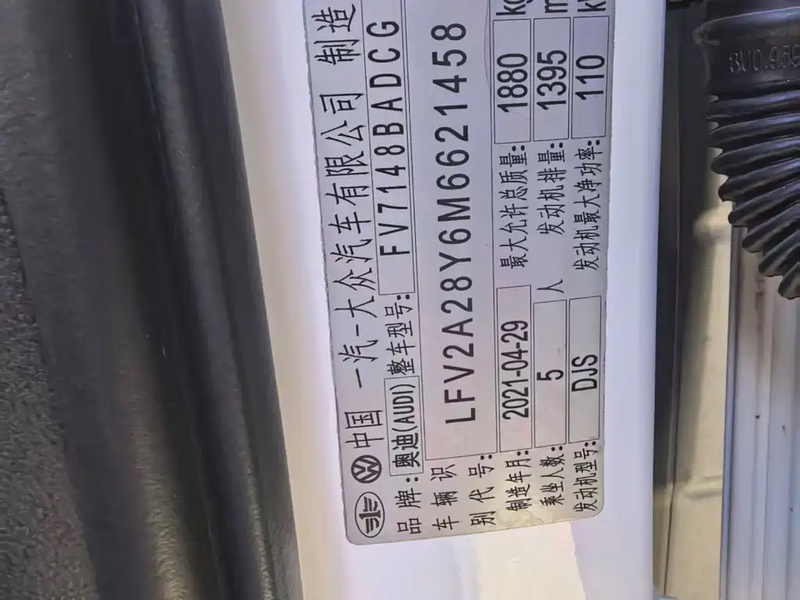 中国 一汽-大众汽车有限公司 制造
品牌: 奥迪(AUDI) 整车型号: FV7148BADCG
车辆识别代号: LFV2A28Y6M6621458
制造年月: 2021-04-29 最大允许总质量: 1880 kg
乘坐人数: 5 人 发动机排量: 1395
发动机型号: DJS 发动机最大净功率: 110
8U0.959